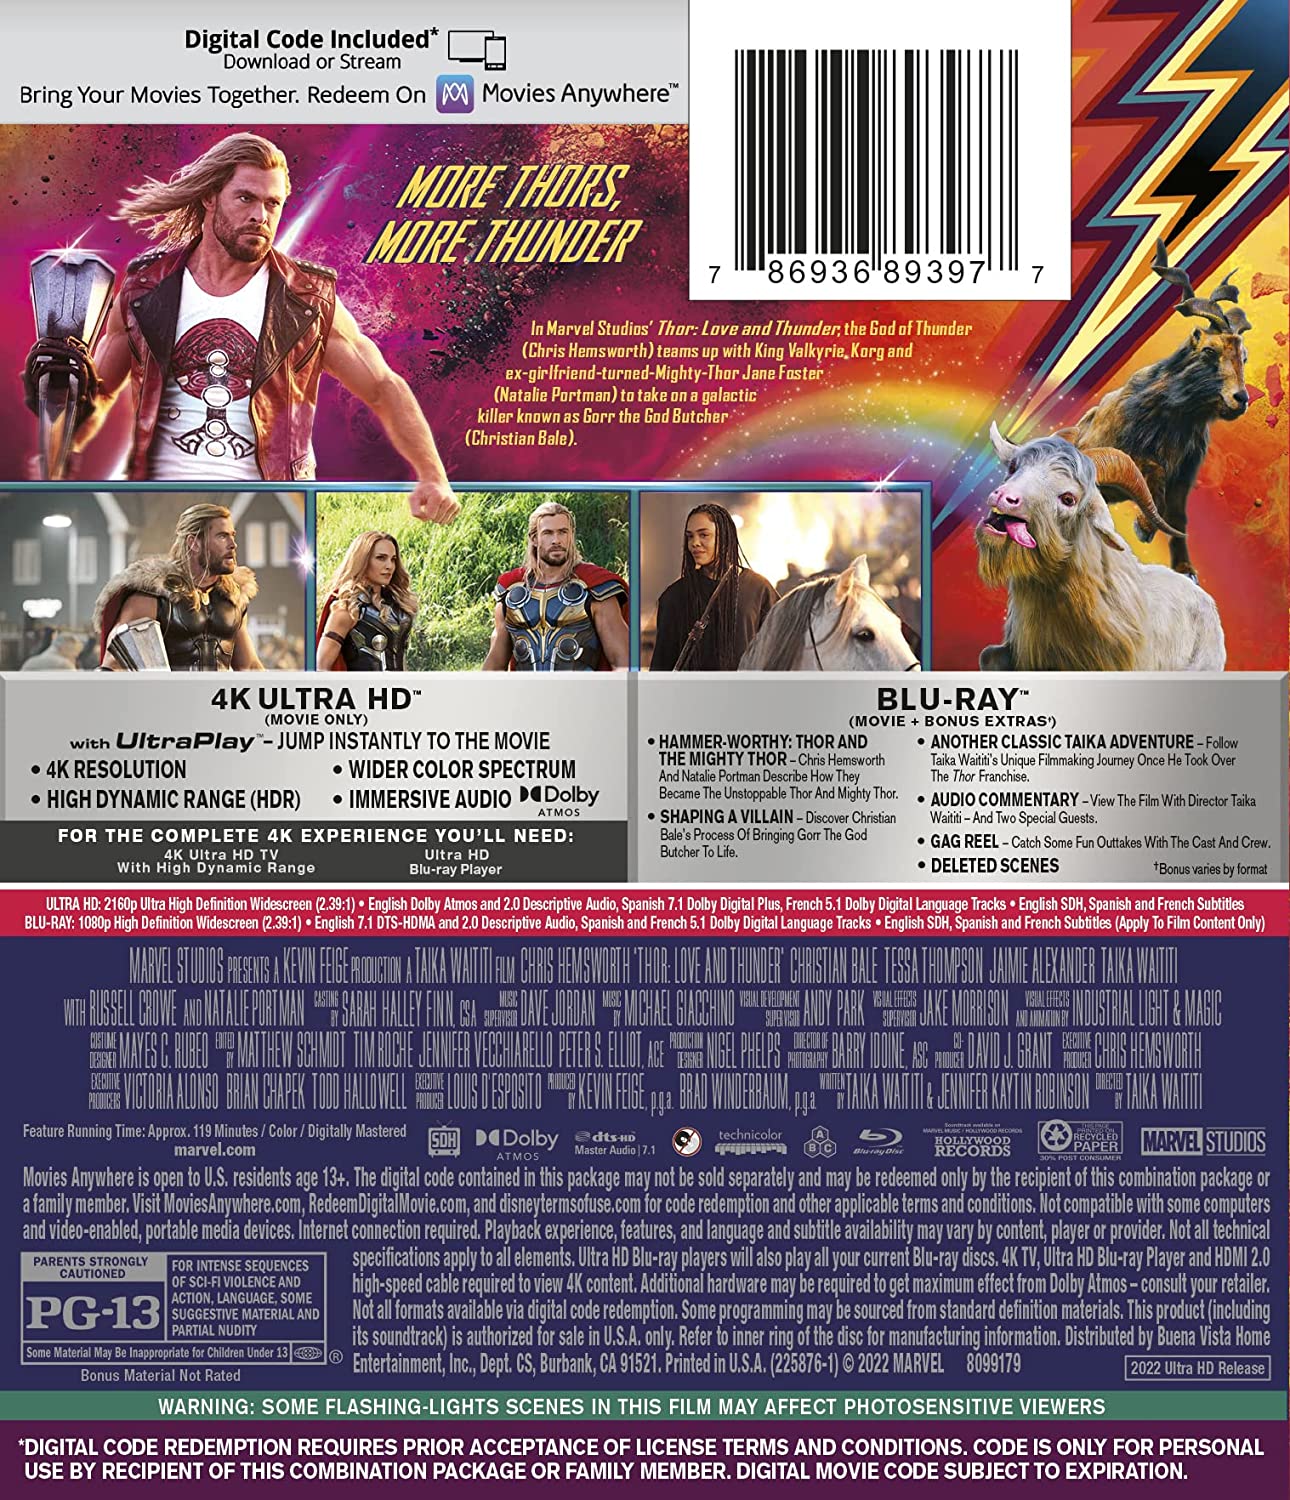 Digital Code Included*
Download or Stream
Bring Your Movies Together. Redeem On Movies Anywhere™
MORE THORS,
MORE THUNDER
7 86936 89397 7
In Marvel Studios' Thor: Love and Thunder, the God of Thunder
(Chris Hemsworth) teams up with King Valkyrie, Korg and
ex-girlfriend-turned-Mighty-Thor Jane Foster
(Natalie Portman) to take on a galactic
killer known as Gorr the God Butcher
(Christian Bale).
4K ULTRA HD™
(MOVIE ONLY)
with UltraPlay™ – JUMP INSTANTLY TO THE MOVIE
• 4K RESOLUTION
• WIDER COLOR SPECTRUM
• HIGH DYNAMIC RANGE (HDR)
• IMMERSIVE AUDIO Dolby
ATMOS
FOR THE COMPLETE 4K EXPERIENCE YOU'LL NEED:
4K Ultra HD TV
With High Dynamic Range
Ultra HD
Blu-ray Player
BLU-RAY™
(MOVIE + BONUS EXTRAS†)
• HAMMER-WORTHY: THOR AND
THE MIGHTY THOR – Chris Hemsworth
And Natalie Portman Describe How They
Became The Unstoppable Thor And Mighty Thor.
• SHAPING A VILLAIN – Discover Christian
Bale's Process Of Bringing Gorr The God
Butcher To Life.
• ANOTHER CLASSIC TAIKA ADVENTURE – Follow
Taika Waititi's Unique Filmmaking Journey Once He Took Over
The Thor Franchise.
• AUDIO COMMENTARY – View The Film With Director Taika
Waititi – And Two Special Guests.
• GAG REEL – Catch Some Fun Outtakes With The Cast And Crew.
• DELETED SCENES
†Bonus varies by format
ULTRA HD: 2160p Ultra High Definition Widescreen (2.39:1) • English Dolby Atmos and 2.0 Descriptive Audio, Spanish 7.1 Dolby Digital Plus, French 5.1 Dolby Digital Language Tracks • English SDH, Spanish and French Subtitles
BLU-RAY: 1080p High Definition Widescreen (2.39:1) • English 7.1 DTS-HDMA and 2.0 Descriptive Audio, Spanish and French 5.1 Dolby Digital Language Tracks • English SDH, Spanish and French Subtitles (Apply To Film Content Only)
MARVEL STUDIOS PRESENTS A KEVIN FEIGE PRODUCTION A TAIKA WAITITI FILM CHRIS HEMSWORTH 'THOR: LOVE AND THUNDER' CHRISTIAN BALE TESSA THOMPSON JAIMIE ALEXANDER TAIKA WAITITI
WITH RUSSELL CROWE AND NATALIE PORTMAN CASTING BY SARAH HALLEY FINN, CSA MUSIC SUPERVISOR DAVE JORDAN MUSIC BY MICHAEL GIACCHINO VISUAL DEVELOPMENT SUPERVISOR ANDY PARK VISUAL EFFECTS SUPERVISOR JAKE MORRISON VISUAL EFFECTS AND ANIMATION BY INDUSTRIAL LIGHT & MAGIC
COSTUME DESIGNER MAYES C. RUBEO EDITED BY MATTHEW SCHMIDT TIM ROCHE JENNIFER VECCHIARELLO PETER S. ELLIOT, ACE PRODUCTION DESIGNER NIGEL PHELPS DIRECTOR OF PHOTOGRAPHY BARRY IDOINE, ASC CO-PRODUCER DAVID J. GRANT EXECUTIVE PRODUCER CHRIS HEMSWORTH
EXECUTIVE PRODUCERS VICTORIA ALONSO BRIAN CHAPEK TODD HALLOWELL EXECUTIVE PRODUCER LOUIS D'ESPOSITO PRODUCED BY KEVIN FEIGE, p.g.a. BRAD WINDERBAUM, p.g.a. WRITTEN BY TAIKA WAITITI & JENNIFER KAYTIN ROBINSON DIRECTED BY TAIKA WAITITI
Feature Running Time: Approx. 119 Minutes / Color / Digitally Mastered
marvel.com
SDH
Dolby
ATMOS
dts-HD
Master Audio | 7.1
technicolor
A
B C
Blu-ray Disc
Soundtrack available on
MARVEL MUSIC / HOLLYWOOD RECORDS
HOLLYWOOD
RECORDS
THIS PAGE
PRINTED ON
RECYCLED
PAPER
30% POST CONSUMER
MARVEL STUDIOS
Movies Anywhere is open to U.S. residents age 13+. The digital code contained in this package may not be sold separately and may be redeemed only by the recipient of this combination package or
a family member. Visit MoviesAnywhere.com, RedeemDigitalMovie.com, and disneytermsofuse.com for code redemption and other applicable terms and conditions. Not compatible with some computers
and video-enabled, portable media devices. Internet connection required. Playback experience, features, and language and subtitle availability may vary by content, player or provider. Not all technical
specifications apply to all elements. Ultra HD Blu-ray players will also play all your current Blu-ray discs. 4K TV, Ultra HD Blu-ray Player and HDMI 2.0
high-speed cable required to view 4K content. Additional hardware may be required to get maximum effect from Dolby Atmos – consult your retailer.
Not all formats available via digital code redemption. Some programming may be sourced from standard definition materials. This product (including
its soundtrack) is authorized for sale in U.S.A. only. Refer to inner ring of the disc for manufacturing information. Distributed by Buena Vista Home
Entertainment, Inc., Dept. CS, Burbank, CA 91521. Printed in U.S.A. (225876-1) © 2022 MARVEL 8099179
2022 Ultra HD Release
PARENTS STRONGLY
CAUTIONED
PG-13
FOR INTENSE SEQUENCES
OF SCI-FI VIOLENCE AND
ACTION, LANGUAGE, SOME
SUGGESTIVE MATERIAL AND
PARTIAL NUDITY
Some Material May Be Inappropriate for Children Under 13
®
Bonus Material Not Rated
WARNING: SOME FLASHING-LIGHTS SCENES IN THIS FILM MAY AFFECT PHOTOSENSITIVE VIEWERS
*DIGITAL CODE REDEMPTION REQUIRES PRIOR ACCEPTANCE OF LICENSE TERMS AND CONDITIONS. CODE IS ONLY FOR PERSONAL
USE BY RECIPIENT OF THIS COMBINATION PACKAGE OR FAMILY MEMBER. DIGITAL MOVIE CODE SUBJECT TO EXPIRATION.